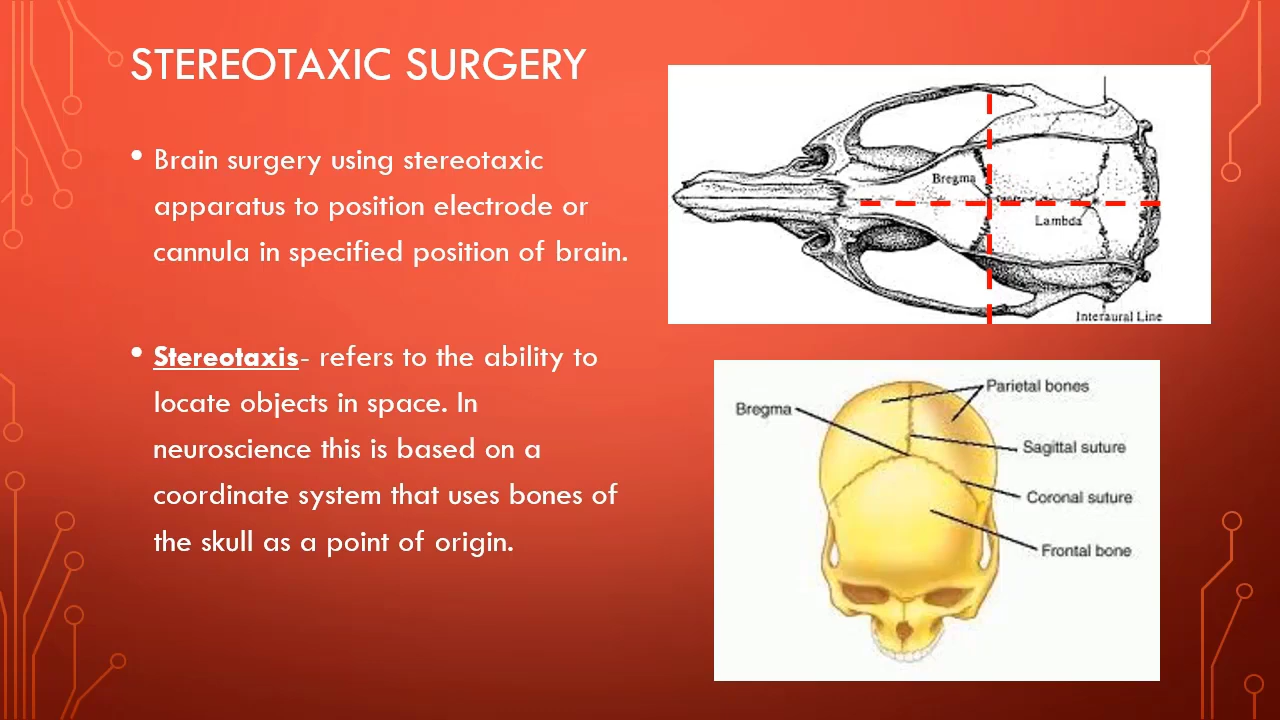 STEREOTAXIC SURGERY
• Brain surgery using stereotaxic
apparatus to position electrode or
cannula in specified position of brain.
• Stereotaxis- refers to the ability to
locate objects in space. In
neuroscience this is based on a
coordinate system that uses bones of
the skull as a point of origin.
Bregma
Lambda
Interaural Line
Parietal bones
Bregma
Sagittal suture
Coronal suture
Frontal bone